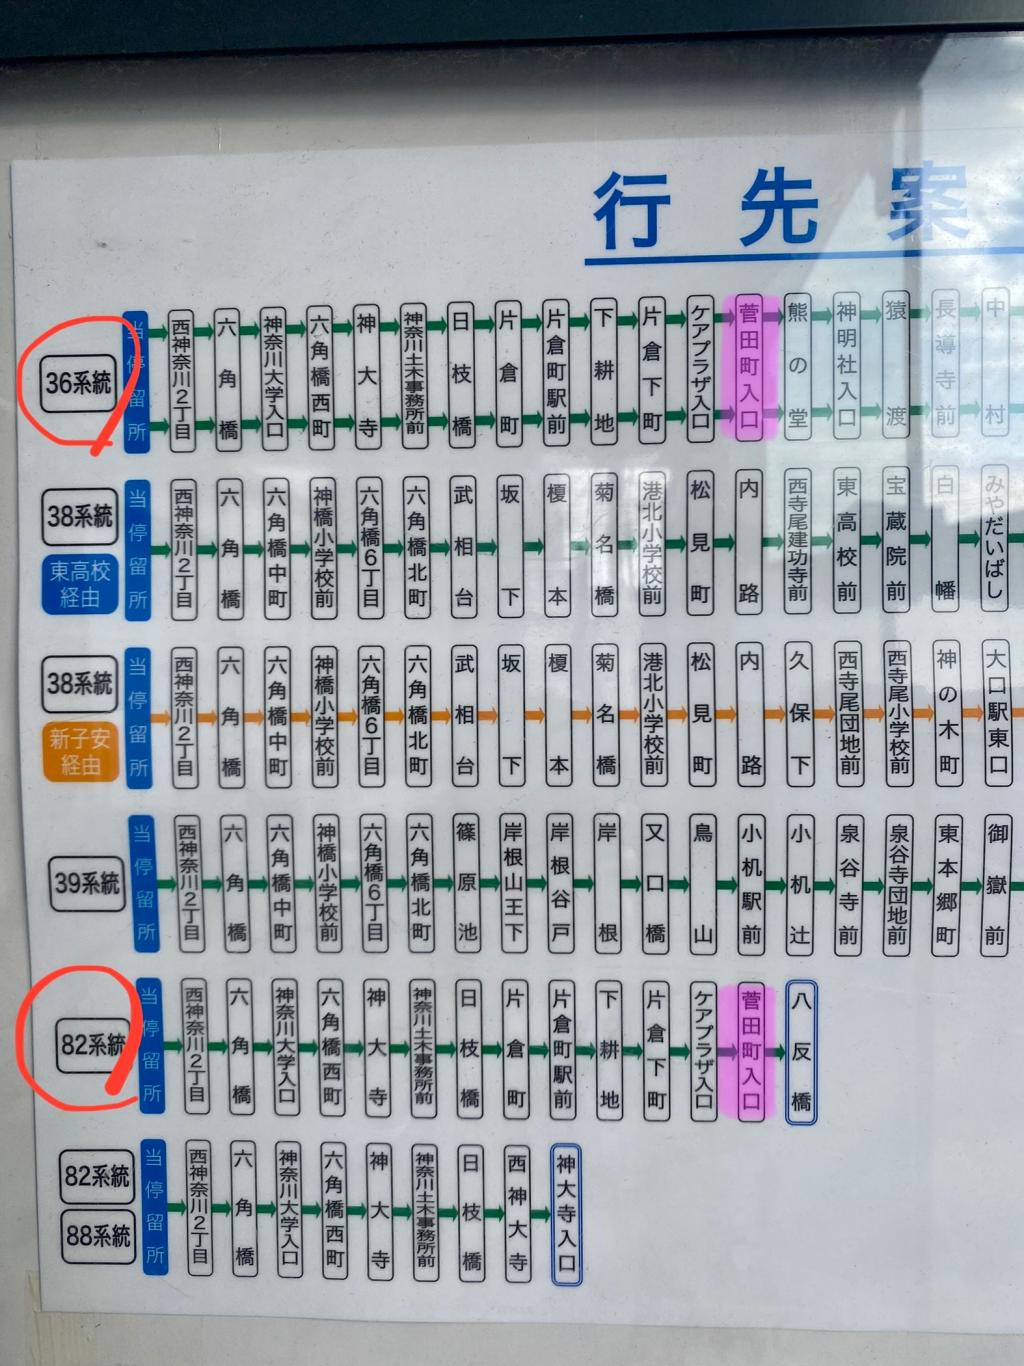 行先案
36系統
当停留所
西神奈川2丁目
六角橋
神奈川大学入口
六角橋西町
神大寺
神奈川土木事務所前
日枝橋
片倉町
片倉町駅前
下耕地
片倉下町
ケアプラザ入口
菅田町入口
熊の堂
神明社入口
猿渡
長導寺前
中村
38系統
東高校
経由
当停留所
西神奈川2丁目
六角橋
六角橋中町
神橋小学校前
六角橋6丁目
六角橋北町
武相台
坂下
榎本
菊名橋
港北小学校前
松見町
内路
西寺尾建功寺前
東高校前
宝蔵院前
白幡
みやだいばし
38系統
新子安
経由
当停留所
西神奈川2丁目
六角橋
六角橋中町
神橋小学校前
六角橋6丁目
六角橋北町
武相台
坂下
榎本
菊名橋
港北小学校前
松見町
内路
久保下
西寺尾団地前
西寺尾小学校前
神の木町
大口駅東口
39系統
当停留所
西神奈川2丁目
六角橋
六角橋中町
神橋小学校前
六角橋6丁目
六角橋北町
篠原池
岸根山王下
岸根谷戸
岸根
又口橋
鳥山
小机駅前
小机辻
泉谷寺前
泉谷寺団地前
東本郷町
御嶽前
82系統
当停留所
西神奈川2丁目
六角橋
神奈川大学入口
六角橋西町
神大寺
神奈川土木事務所前
日枝橋
片倉町
片倉町駅前
下耕地
片倉下町
ケアプラザ入口
菅田町入口
八反橋
82系統
88系統
当停留所
西神奈川2丁目
六角橋
神奈川大学入口
六角橋西町
神大寺
神奈川土木事務所前
日枝橋
西神大寺
神大寺入口